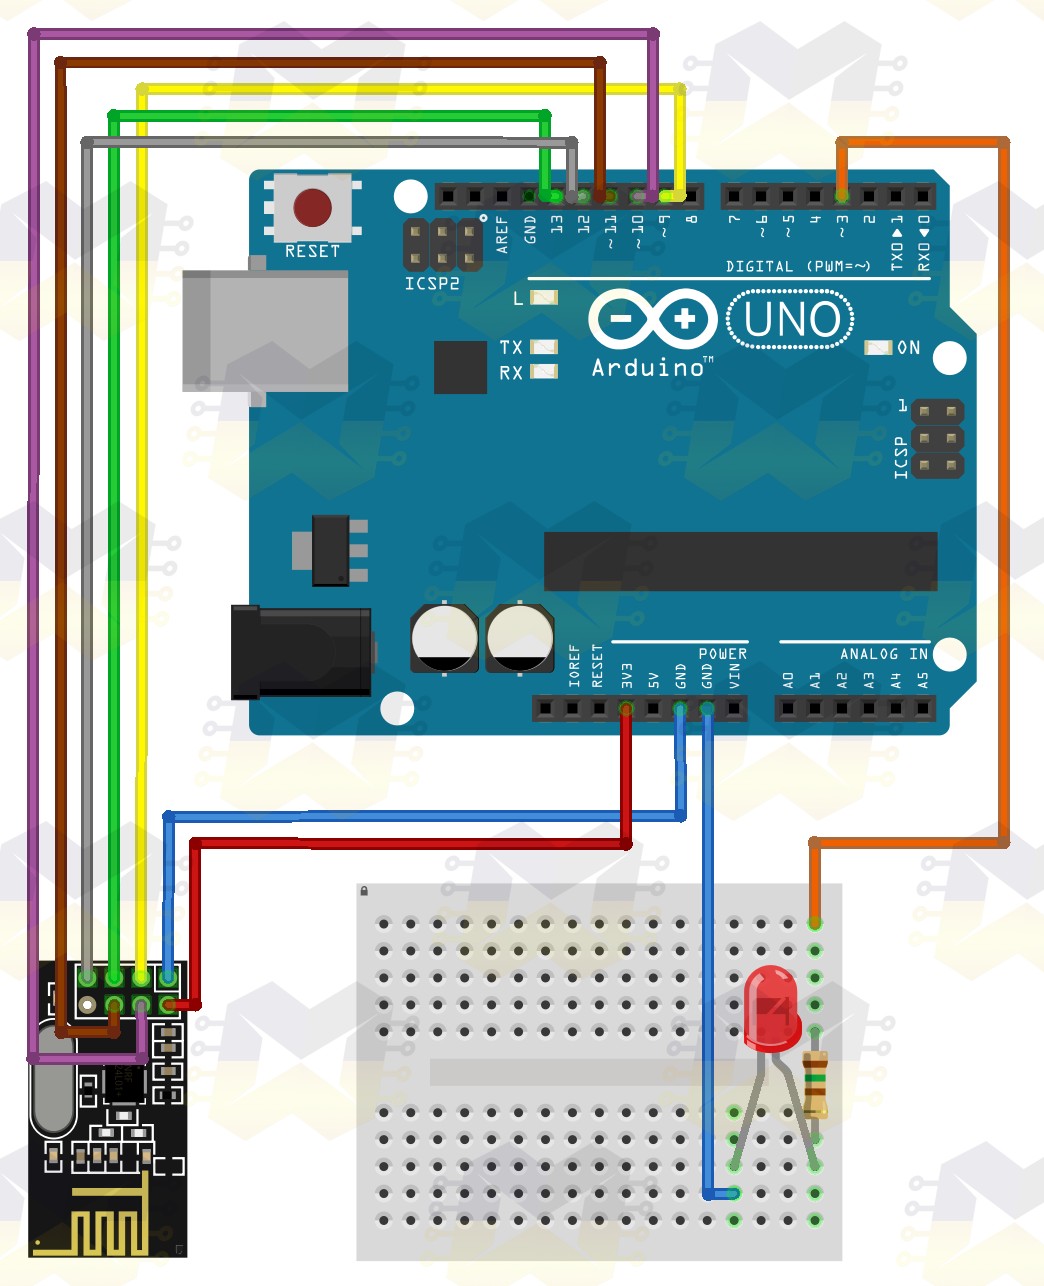 RESET
ICSP2
AREF
GND
13
12
~11
~10
~9
8
7
~6
~5
4
~3
2
TX0▶1
RX0◀0
DIGITAL (PWM=~)
L
TX
RX
UNO
Arduino™
ON
1
ICSP
IOREF
RESET
3V3
5V
GND
GND
VIN
POWER
A0
A1
A2
A3
A4
A5
ANALOG IN